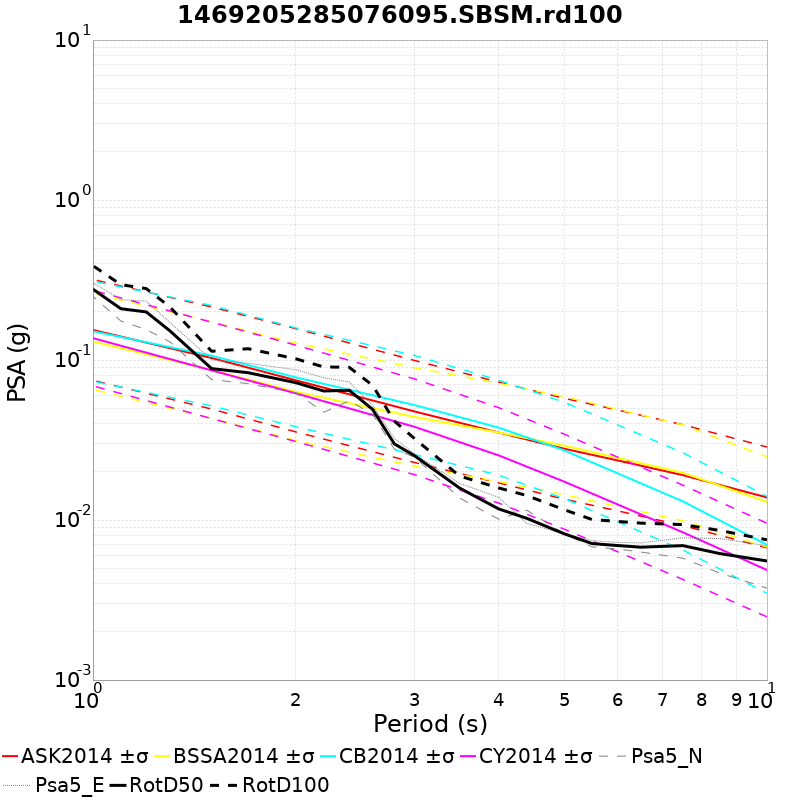 1469205285076095.SBSM.rd100
10^1
10^0
10^-1
10^-2
10^-3
PSA (g)
10^0 2 3 4 5 6 7 8 9 10^1
Period (s)
ASK2014 ±σ BSSA2014 ±σ CB2014 ±σ CY2014 ±σ Psa5_N
Psa5_E RotD50 RotD100